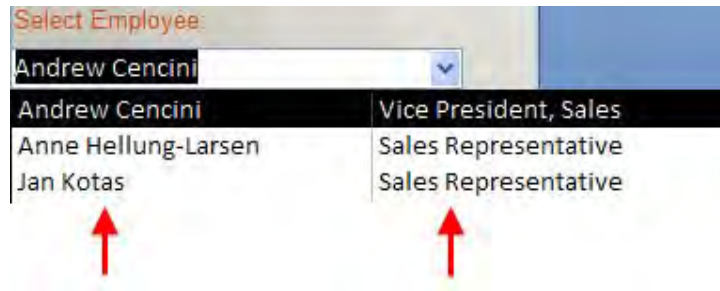 Select Employee
Andrew Cencini
Andrew Cencini Vice President, Sales
Anne Hellung-Larsen Sales Representative
Jan Kotas Sales Representative